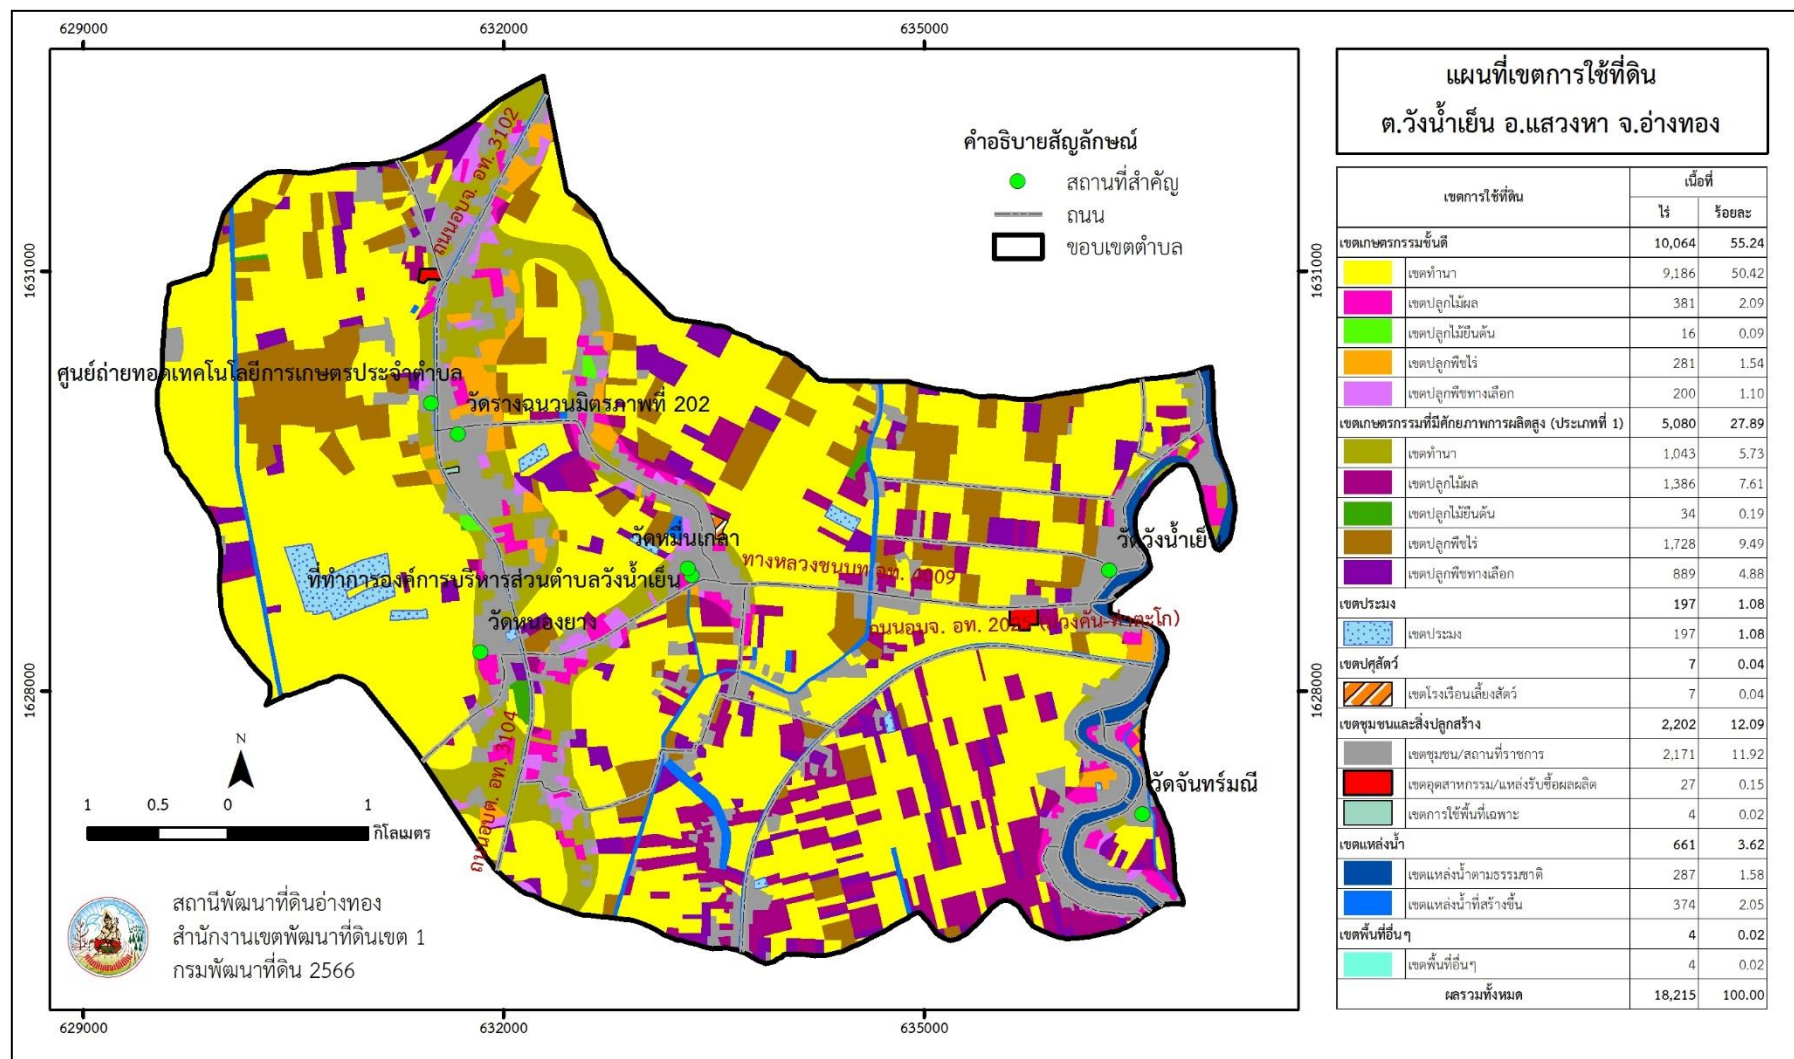 629000
632000
635000
1631000
1631000
1628000
1628000
629000
632000
635000
คำอธิบายสัญลักษณ์
สถานที่สำคัญ
ถนน
ขอบเขตตำบล
ถนนอบจ. อท. 3102
ศูนย์ถ่ายทอดเทคโนโลยีการเกษตรประจำตำบล
วัดรางฉนวนมิตรภาพที่ 202
วัดหมื่นเกลา
ทางหลวงชนบท อท. 4009
วัดวังน้ำเย็น
ที่ทำการองค์การบริหารส่วนตำบลวังน้ำเย็น
วัดหนองยาง
ถนนอบจ. อท.
ถนนอบต. อท. 3104
วัดจันทร์มณี
N
1 0.5 0 1
กิโลเมตร
สถานีพัฒนาที่ดินอ่างทอง
สำนักงานเขตพัฒนาที่ดินเขต 1
กรมพัฒนาที่ดิน 2566
แผนที่เขตการใช้ที่ดิน
ต.วังน้ำเย็น อ.แสวงหา จ.อ่างทอง
เขตการใช้ที่ดิน เนื้อที่
ไร่ ร้อยละ
เขตเกษตรกรรมชั้นดี 10,064 55.24
เขตทำนา 9,186 50.42
เขตปลูกไม้ผล 381 2.09
เขตปลูกไม้ยืนต้น 16 0.09
เขตปลูกพืชไร่ 281 1.54
เขตปลูกพืชทางเลือก 200 1.10
เขตเกษตรกรรมที่มีศักยภาพการผลิตสูง (ประเภทที่ 1) 5,080 27.89
เขตทำนา 1,043 5.73
เขตปลูกไม้ผล 1,386 7.61
เขตปลูกไม้ยืนต้น 34 0.19
เขตปลูกพืชไร่ 1,728 9.49
เขตปลูกพืชทางเลือก 889 4.88
เขตประมง 197 1.08
เขตประมง 197 1.08
เขตปศุสัตว์ 7 0.04
เขตโรงเรือนเลี้ยงสัตว์ 7 0.04
เขตชุมชนและสิ่งปลูกสร้าง 2,202 12.09
เขตชุมชน/สถานที่ราชการ 2,171 11.92
เขตอุตสาหกรรม/แหล่งรับซื้อผลผลิต 27 0.15
เขตการใช้พื้นที่เฉพาะ 4 0.02
เขตแหล่งน้ำ 661 3.62
เขตแหล่งน้ำตามธรรมชาติ 287 1.58
เขตแหล่งน้ำที่สร้างขึ้น 374 2.05
เขตพื้นที่อื่นๆ 4 0.02
เขตพื้นที่อื่นๆ 4 0.02
ผลรวมทั้งหมด 18,215 100.00